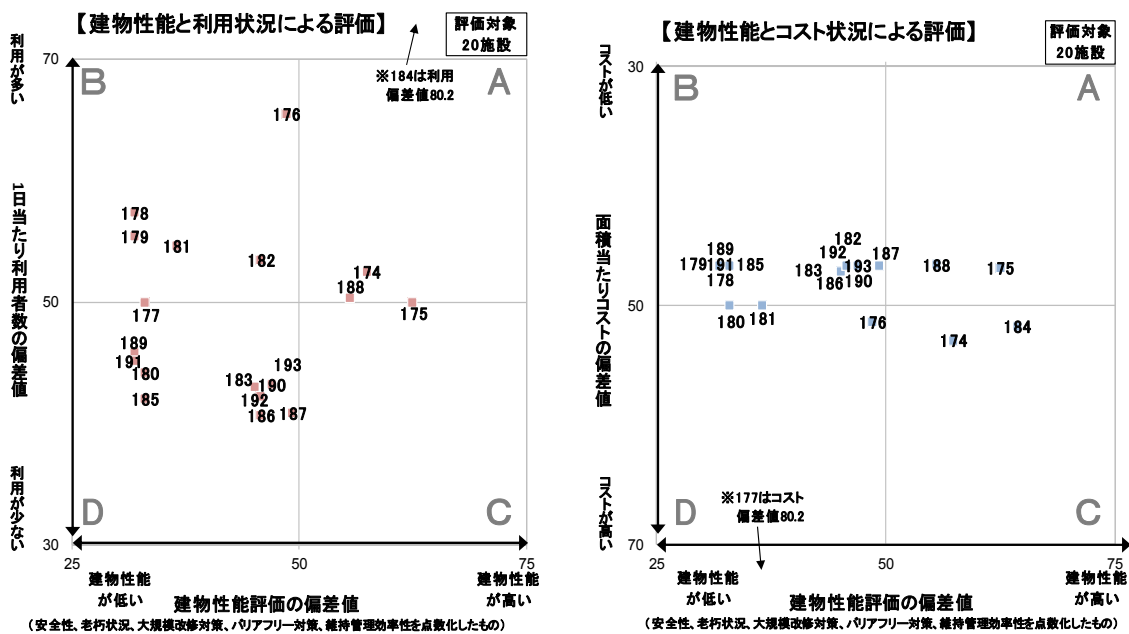 【建物性能と利用状況による評価】
評価対象
20施設
利用が多い
1日当たり利用者数の偏差値
利用が少ない
70
50
30
B
A
D
C
※184は利用
偏差値80.2
176
178
179
181
182
174
188
175
177
189
191
180
185
193
183
190
192
186
187
25
50
75
建物性能
が低い
建物性能評価の偏差値
建物性能
が高い
（安全性、老朽状況、大規模改修対策、バリアフリー対策、維持管理効率性を点数化したもの）
【建物性能とコスト状況による評価】
評価対象
20施設
コストが低い
面積当たりコストの偏差値
コストが高い
30
50
70
B
A
D
C
182
189
192
187
179
191
185
183
193
188
175
178
186
190
180
181
176
184
174
※177はコスト
偏差値80.2
25
50
75
建物性能
が低い
建物性能評価の偏差値
建物性能
が高い
（安全性、老朽状況、大規模改修対策、バリアフリー対策、維持管理効率性を点数化したもの）